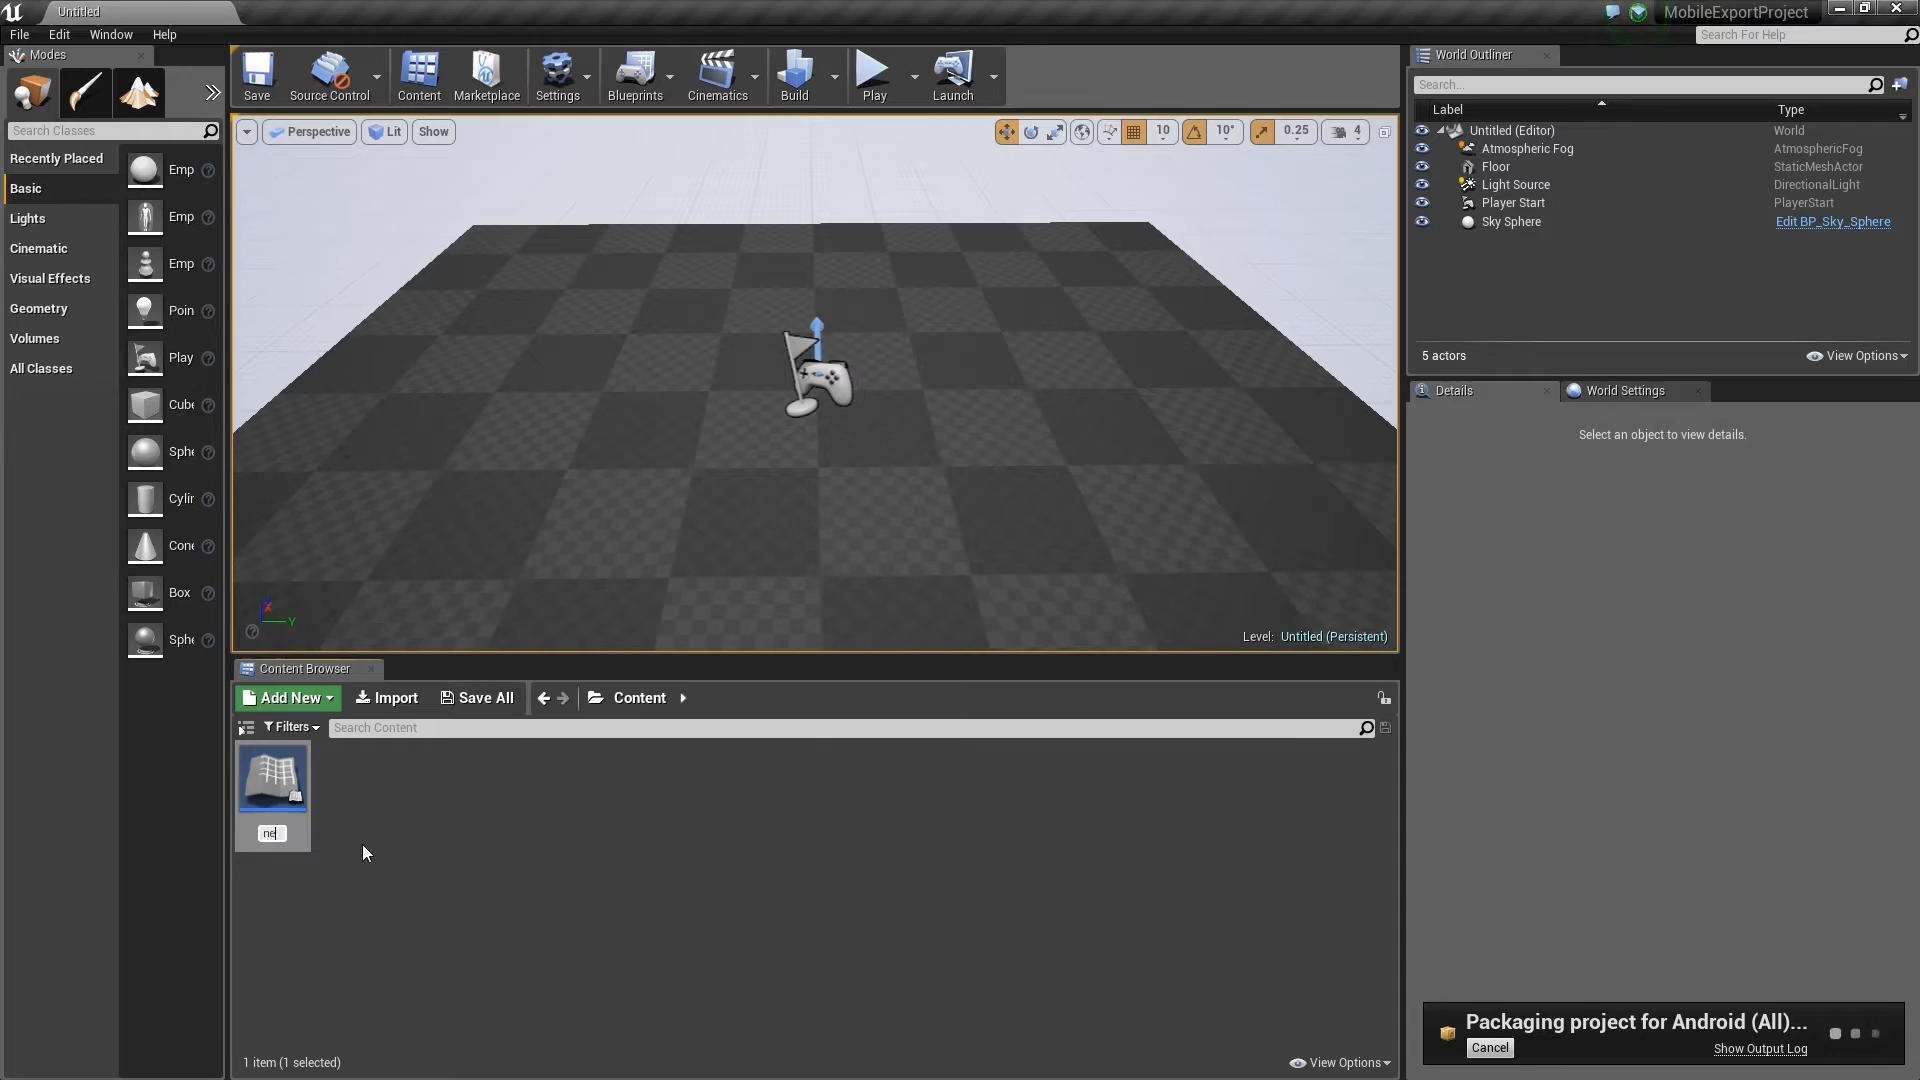 Untitled
MobileExportProject
File Edit Window Help
Search For Help
Modes
Save
Source Control
Content
Marketplace
Settings
Blueprints
Cinematics
Build
Play
Launch
Search Classes
Recently Placed
Basic
Lights
Cinematic
Visual Effects
Geometry
Volumes
All Classes
Emp
Emp
Emp
Poin
Play
Cube
Sphe
Cylin
Cone
Box
Sphe
Perspective
Lit
Show
10
10°
0.25
4
Y
Level: Untitled (Persistent)
Content Browser
Add New
Import
Save All
Content
Filters
Search Content
ne
1 item (1 selected)
View Options
World Outliner
Search...
Label Type
Untitled (Editor) World
Atmospheric Fog AtmosphericFog
Floor StaticMeshActor
Light Source DirectionalLight
Player Start PlayerStart
Sky Sphere Edit BP_Sky_Sphere
5 actors
View Options
Details
World Settings
Select an object to view details.
Packaging project for Android (All)...
Cancel
Show Output Log